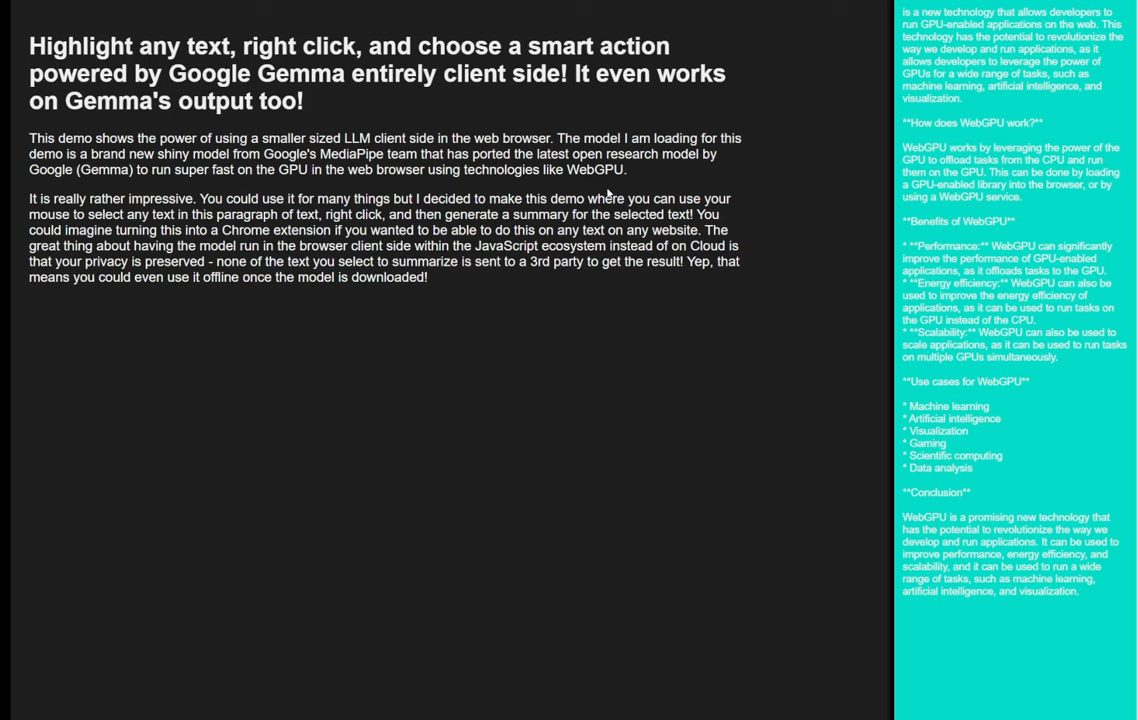 Highlight any text, right click, and choose a smart action
powered by Google Gemma entirely client side! It even works
on Gemma's output too!
This demo shows the power of using a smaller sized LLM client side in the web browser. The model I am loading for this
demo is a brand new shiny model from Google's MediaPipe team that has ported the latest open research model by
Google (Gemma) to run super fast on the GPU in the web browser using technologies like WebGPU.
It is really rather impressive. You could use it for many things but I decided to make this demo where you can use your
mouse to select any text in this paragraph of text, right click, and then generate a summary for the selected text! You
could imagine turning this into a Chrome extension if you wanted to be able to do this on any text on any website. The
great thing about having the model run in the browser client side within the JavaScript ecosystem instead of on Cloud is
that your privacy is preserved - none of the text you select to summarize is sent to a 3rd party to get the result! Yep, that
means you could even use it offline once the model is downloaded!
is a new technology that allows developers to
run GPU-enabled applications on the web. This
technology has the potential to revolutionize the
way we develop and run applications, as it
allows developers to leverage the power of
GPUs for a wide range of tasks, such as
machine learning, artificial intelligence, and
visualization.
**How does WebGPU work?**
WebGPU works by leveraging the power of the
GPU to offload tasks from the CPU and run
them on the GPU. This can be done by loading
a GPU-enabled library into the browser, or by
using a WebGPU service.
**Benefits of WebGPU**
* **Performance:** WebGPU can significantly
improve the performance of GPU-enabled
applications, as it offloads tasks to the GPU.
* **Energy efficiency:** WebGPU can also be
used to improve the energy efficiency of
applications, as it can be used to run tasks on
the GPU instead of the CPU.
* **Scalability:** WebGPU can also be used to
scale applications, as it can be used to run tasks
on multiple GPUs simultaneously.
**Use cases for WebGPU**
* Machine learning
* Artificial intelligence
* Visualization
* Gaming
* Scientific computing
* Data analysis
**Conclusion**
WebGPU is a promising new technology that
has the potential to revolutionize the way we
develop and run applications. It can be used to
improve performance, energy efficiency, and
scalability, and it can be used to run a wide
range of tasks, such as machine learning,
artificial intelligence, and visualization.